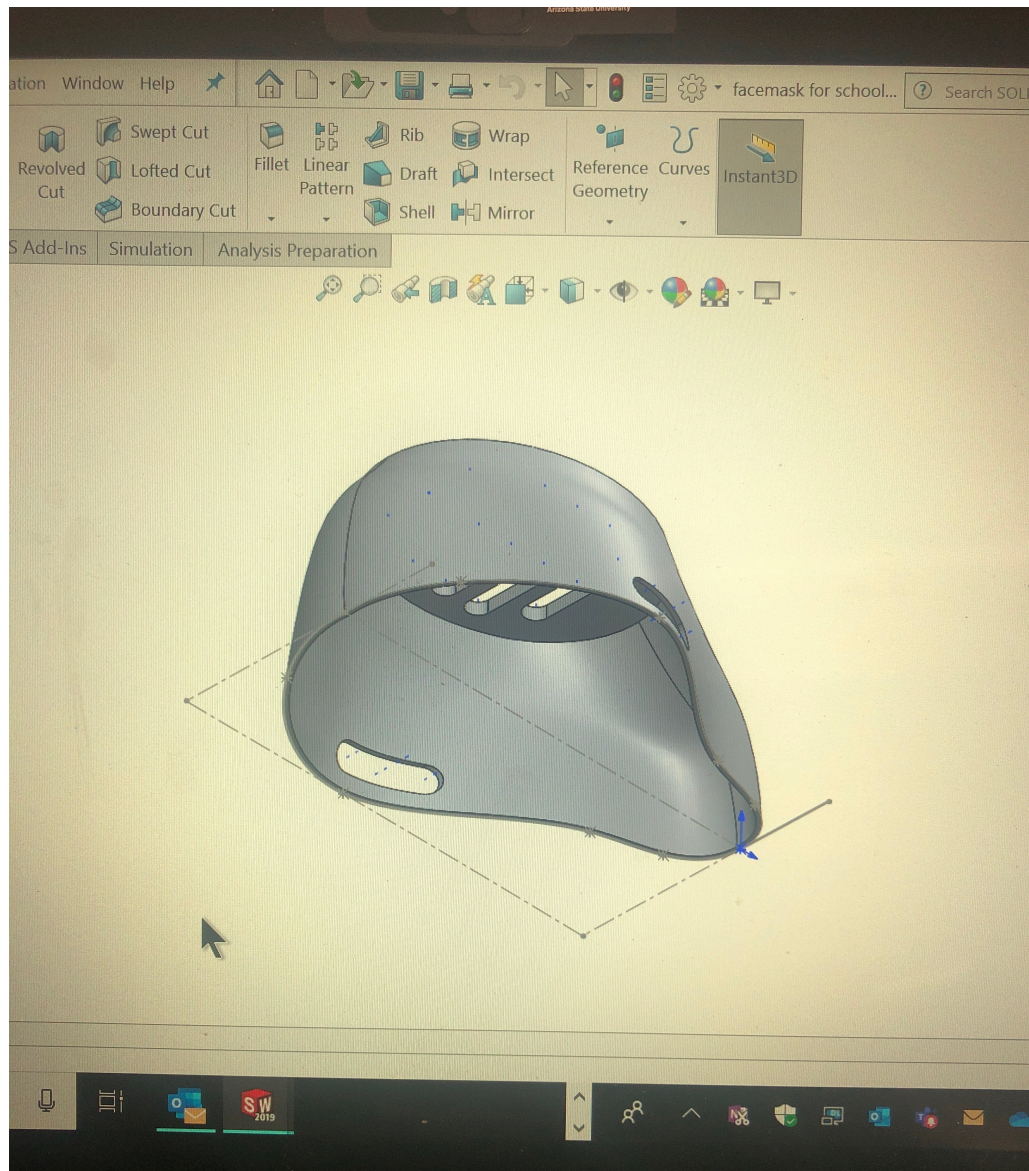 Arizona State University
ation Window Help
facemask for school...
? Search SOLI
Swept Cut
Revolved
Cut
Lofted Cut
Boundary Cut
Fillet
Linear
Pattern
Rib
Draft
Shell
Wrap
Intersect
Mirror
Reference
Geometry
Curves
Instant3D
S Add-Ins
Simulation
Analysis Preparation
SW
2019